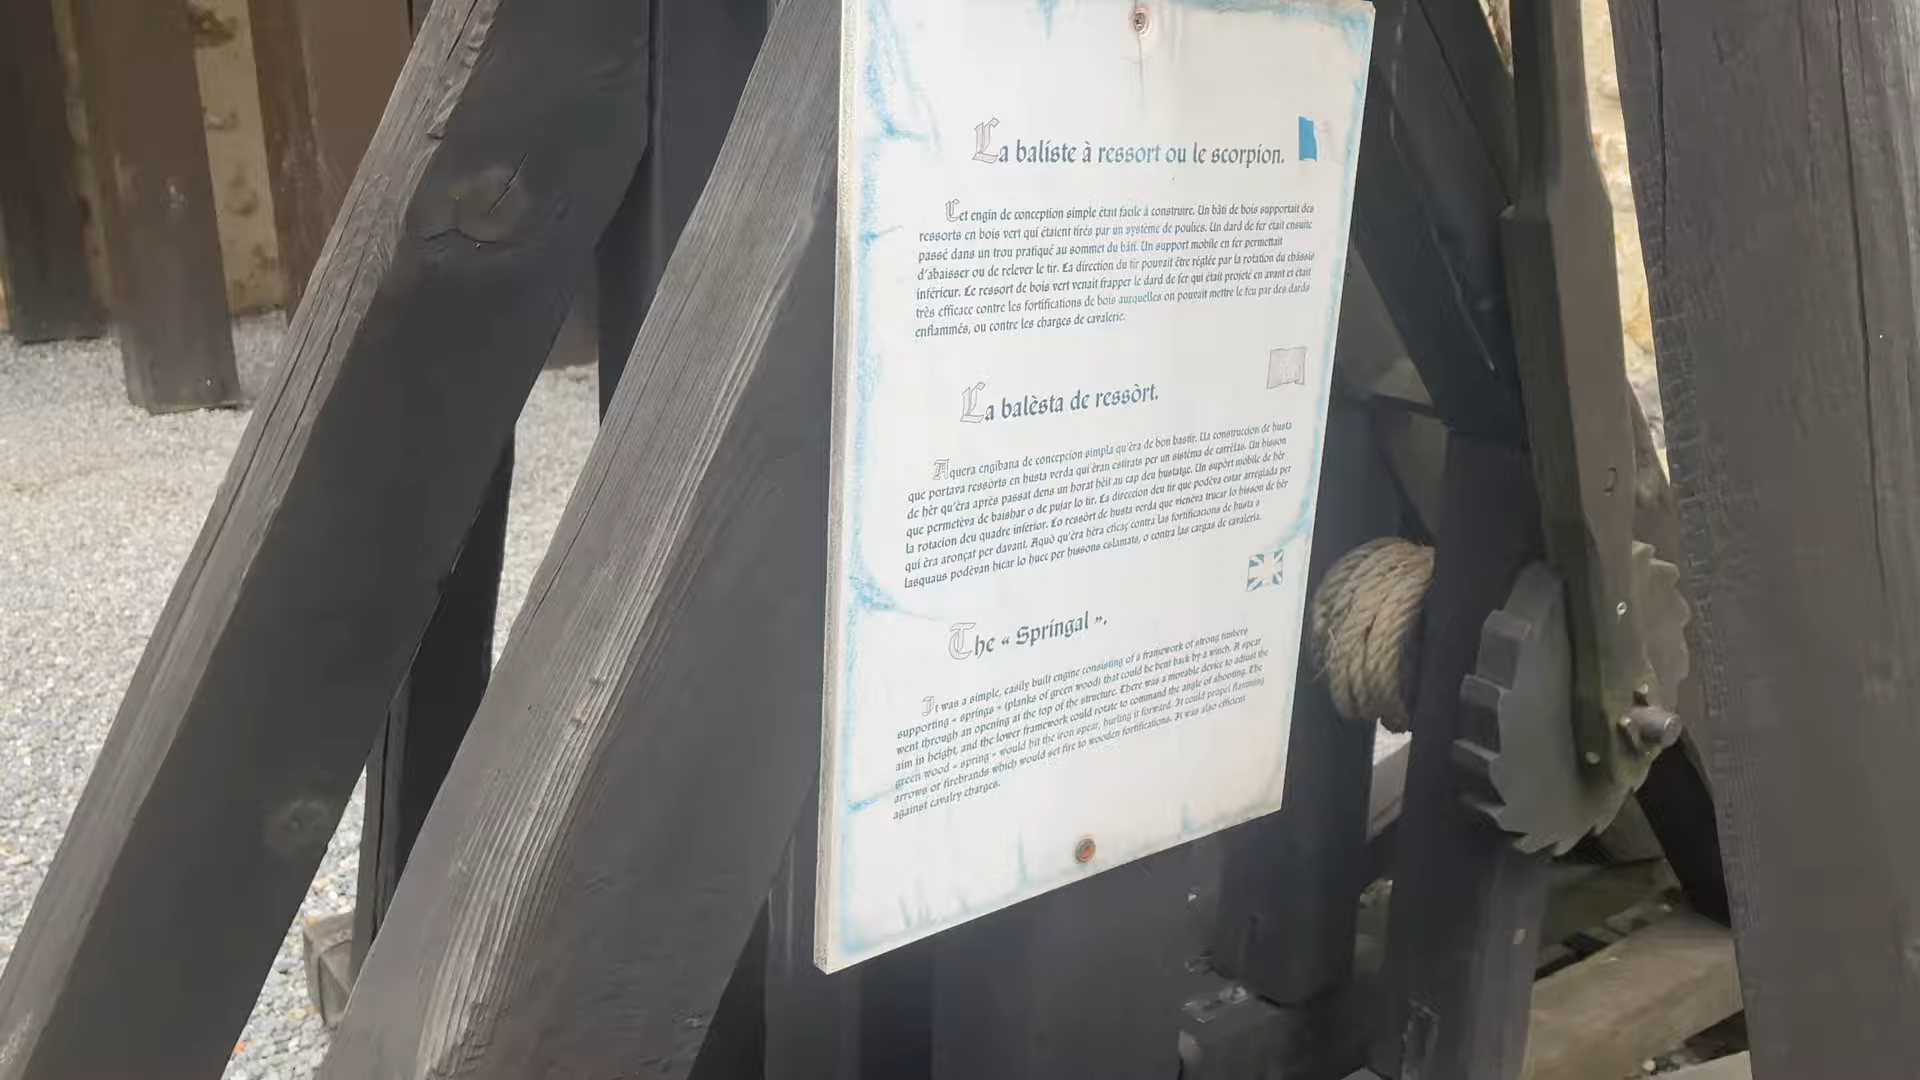 La baliste à ressort ou le scorpion.
Cet engin de conception simple était facile à construire. Un bâti de bois supportait des
ressorts en bois vert qui étaient tirés par un système de poulies. Un dard de fer était ensuite
passé dans un trou pratiqué au sommet du bâti. Un support mobile en fer permettait
d'abaisser ou de relever le tir. La direction du tir pouvait être réglée par la rotation du châssis
inférieur. Le ressort de bois vert venait frapper le dard de fer qui était projeté en avant et était
très efficace contre les fortifications de bois auxquelles on pouvait mettre le feu par des dards
enflammés, ou contre les charges de cavalerie.
La balèsta de ressòrt.
Aquera engibana de concepcion simpla qu'èra de bon bastir. Ua construccion de husta
que portava ressòrts en husta verda qui èran estirats per un sistèma de carrèlas. Un bisson
de hèr qu'èra après passat dens un horat hèit au cap deu hustatge. Un supòrt mobile de hèr
que permetèva de baishar o de pujar lo tir. La direccion deu tir que podèva estar arreglada per
la rotacion deu quadre inferior. Lo ressòrt de husta verda que vienèva trucar lo bisson de hèr
qui èra aronçat per davant. Aquò qu'èra hèra eficaç contra las fortificacions de husta a
lasquaus podèvan hicar lo huec per bissons eslamats, o contra las cargas de cavaleria.
The « Springal ».
It was a simple, easily built engine consisting of a framework of strong timbers
supporting « springs » (planks of green wood) that could be bent back by a winch. A spear
went through an opening at the top of the structure. There was a movable device to adjust the
aim in height, and the lower framework could rotate to command the angle of shooting. The
green wood « spring » would hit the iron spear, hurling it forward. It could propel flamming
arrows or firebrands which would set fire to wooden fortifications. It was also efficient
against cavalry charges.